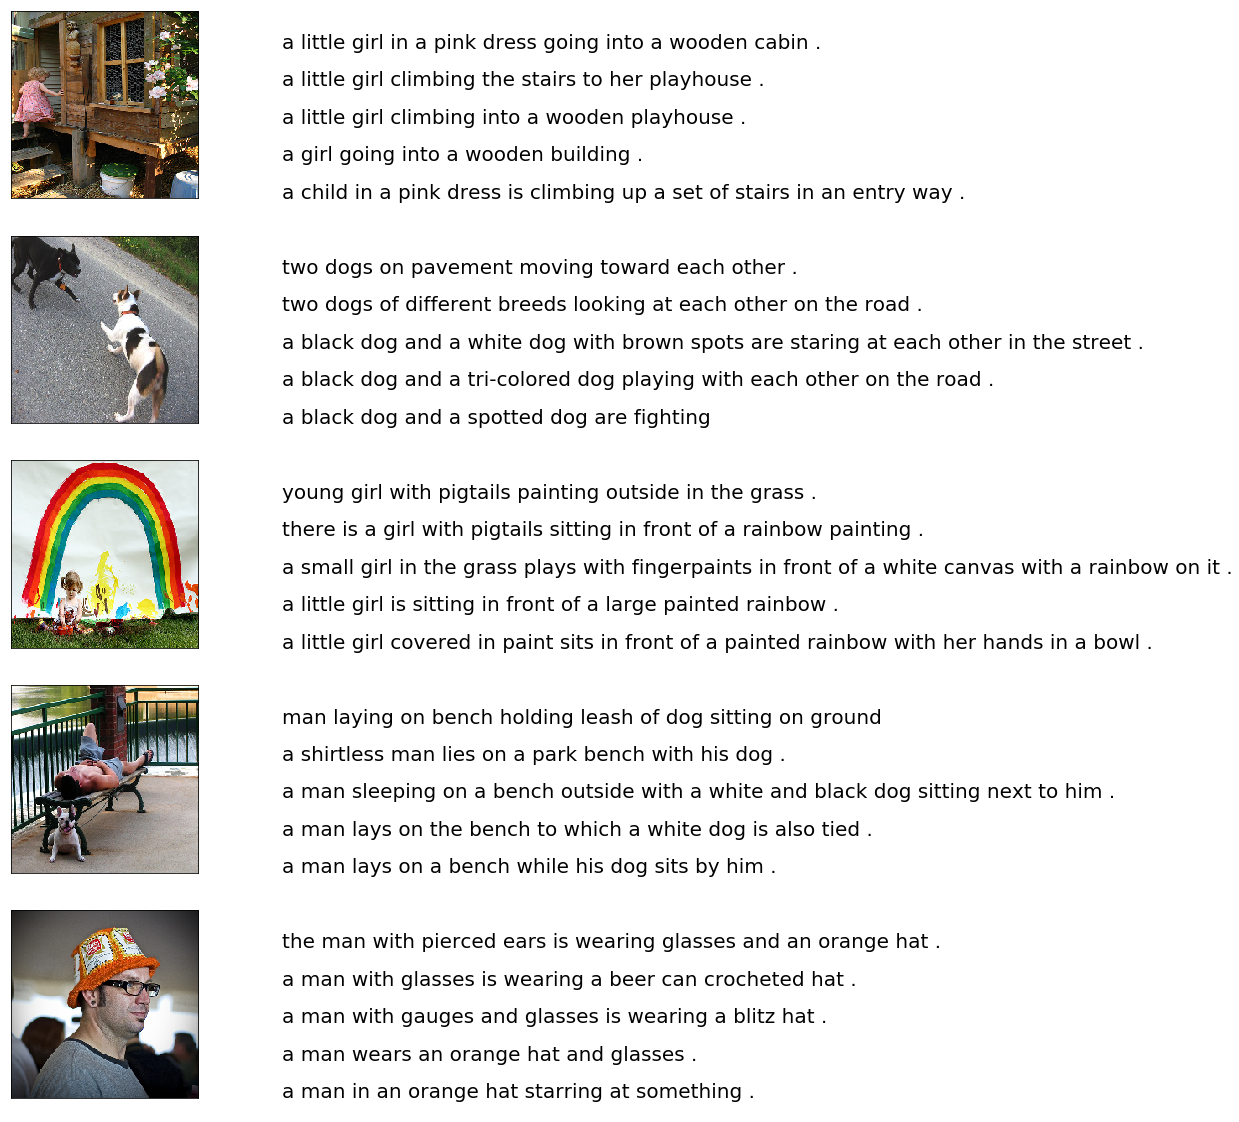 a little girl in a pink dress going into a wooden cabin .
a little girl climbing the stairs to her playhouse .
a little girl climbing into a wooden playhouse .
a girl going into a wooden building .
a child in a pink dress is climbing up a set of stairs in an entry way .
two dogs on pavement moving toward each other .
two dogs of different breeds looking at each other on the road .
a black dog and a white dog with brown spots are staring at each other in the street .
a black dog and a tri-colored dog playing with each other on the road .
a black dog and a spotted dog are fighting
young girl with pigtails painting outside in the grass .
there is a girl with pigtails sitting in front of a rainbow painting .
a small girl in the grass plays with fingerpaints in front of a white canvas with a rainbow on it .
a little girl is sitting in front of a large painted rainbow .
a little girl covered in paint sits in front of a painted rainbow with her hands in a bowl .
man laying on bench holding leash of dog sitting on ground
a shirtless man lies on a park bench with his dog .
a man sleeping on a bench outside with a white and black dog sitting next to him .
a man lays on the bench to which a white dog is also tied .
a man lays on a bench while his dog sits by him .
the man with pierced ears is wearing glasses and an orange hat .
a man with glasses is wearing a beer can crocheted hat .
a man with gauges and glasses is wearing a blitz hat .
a man wears an orange hat and glasses .
a man in an orange hat starring at something .